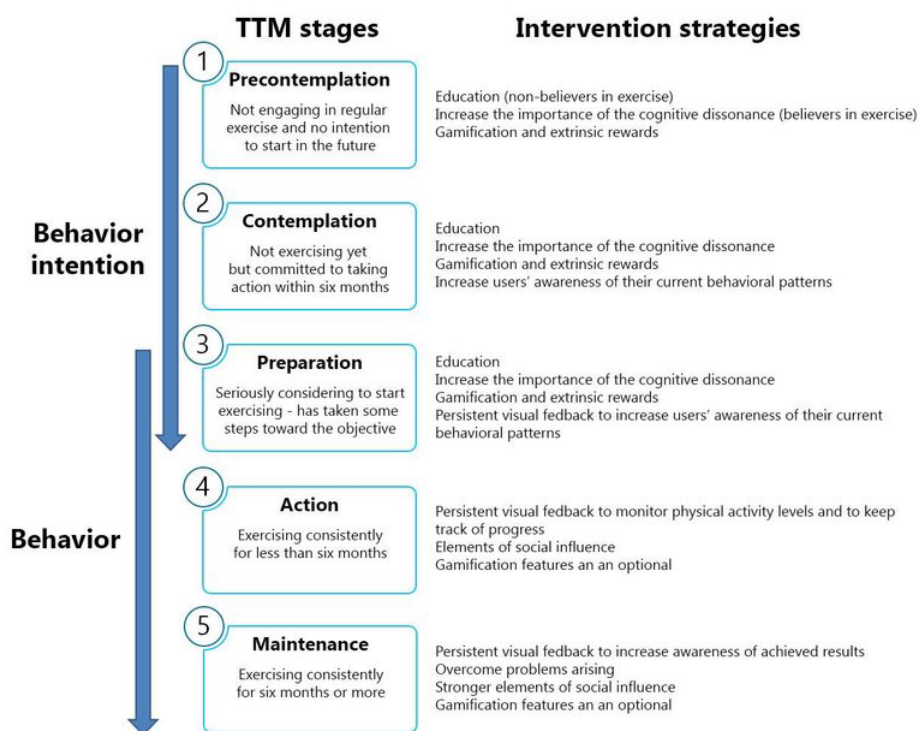 TTM stages
Intervention strategies
Behavior
intention
Behavior
1
Precontemplation
Not engaging in regular
exercise and no intention
to start in the future
Education (non-believers in exercise)
Increase the importance of the cognitive dissonance (believers in exercise)
Gamification and extrinsic rewards
2
Contemplation
Not exercising yet
but committed to taking
action within six months
Education
Increase the importance of the cognitive dissonance
Gamification and extrinsic rewards
Increase users' awareness of their current behavioral patterns
3
Preparation
Seriously considering to start
exercising - has taken some
steps toward the objective
Education
Increase the importance of the cognitive dissonance
Gamification and extrinsic rewards
Persistent visual fedback to increase users' awareness of their current
behavioral patterns
4
Action
Exercising consistently
for less than six months
Persistent visual fedback to monitor physical activity levels and to keep
track of progress
Elements of social influence
Gamification features an an optional
5
Maintenance
Exercising consistently
for six months or more
Persistent visual fedback to increase awareness of achieved results
Overcome problems arising
Stronger elements of social influence
Gamification features an an optional